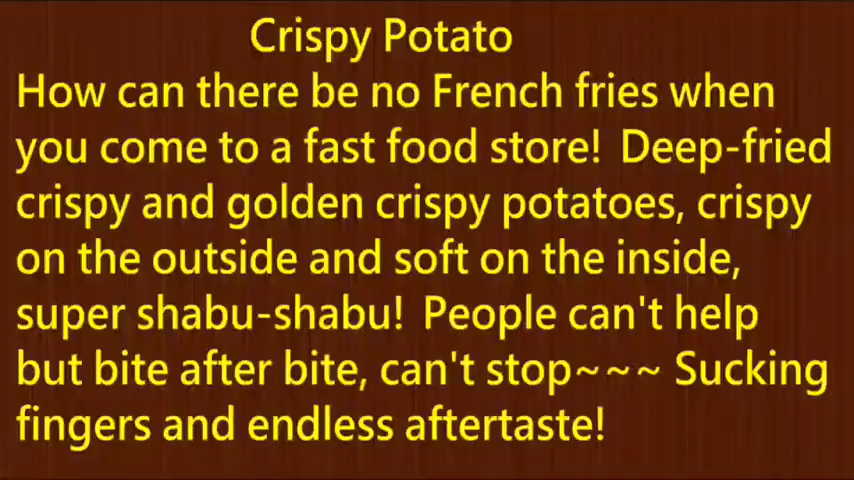 Crispy Potato
How can there be no French fries when
you come to a fast food store! Deep-fried
crispy and golden crispy potatoes, crispy
on the outside and soft on the inside,
super shabu-shabu! People can't help
but bite after bite, can't stop~~~ Sucking
fingers and endless aftertaste!